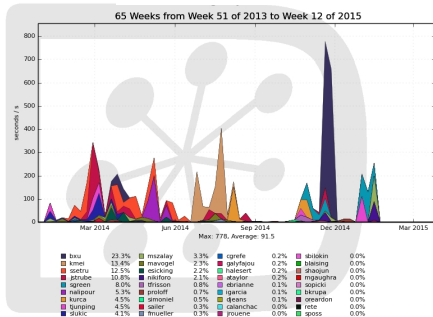 65 Weeks from Week 51 of 2013 to Week 12 of 2015
800
700
600
500
400
300
200
100
0
seconds / s
Mar 2014
Jun 2014
Sep 2014
Dec 2014
Mar 2015
Max: 778, Average: 91.5
bxu 23.3% mszalay 3.3% cgrefe 0.2% sbilokin 0.0%
kmei 13.4% mavogel 2.3% galyfajou 0.2% blaising 0.0%
ssetru 12.5% esicking 2.2% halesert 0.2% shaojun 0.0%
jstrube 10.8% nikiforo 2.1% ataylor 0.2% mgaughra 0.0%
sgreen 8.0% tfrisson 0.8% ebrianne 0.1% sopicki 0.0%
nalipour 5.3% proloff 0.7% igarcia 0.1% bkrupa 0.0%
kurca 4.5% simoniel 0.5% djeans 0.1% oreardon 0.0%
tjunping 4.5% sailer 0.3% calanchac 0.0% rete 0.0%
slukic 4.1% fmueller 0.3% jrouene 0.0% sposs 0.0%